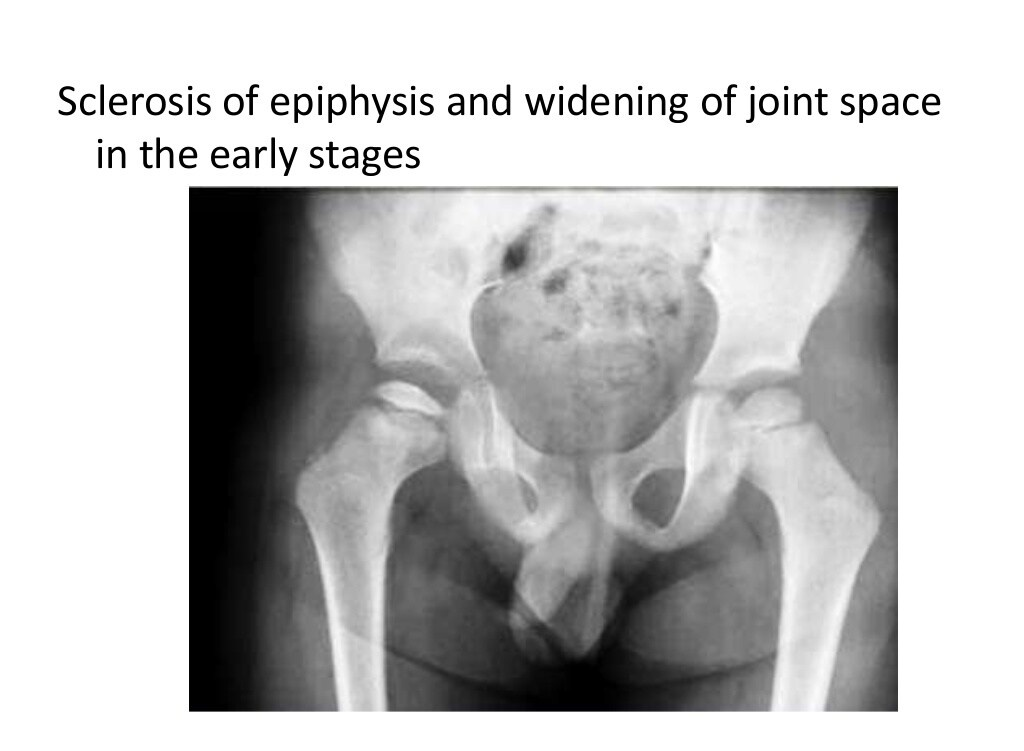 Sclerosis of epiphysis and widening of joint space
in the early stages